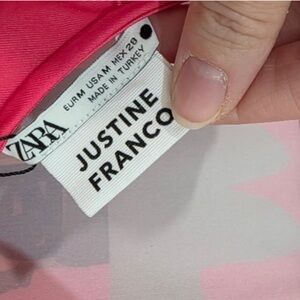 ZARA
EUR M USA M MEX 28
MADE IN TURKEY
JUSTINE
FRANCO